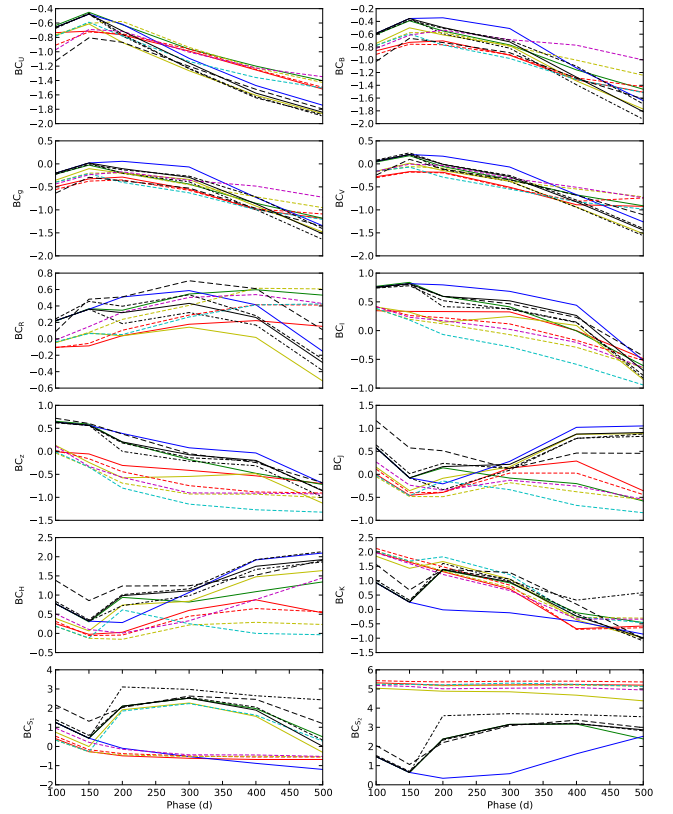 −0.4 −0.6 −0.8 −1.0 −1.2 −1.4 −1.6 −1.8 −2.0
BC_U
−0.2 −0.4 −0.6 −0.8 −1.0 −1.2 −1.4 −1.6 −1.8 −2.0
BC_B
0.5 0.0 −0.5 −1.0 −1.5 −2.0
BC_g
0.5 0.0 −0.5 −1.0 −1.5 −2.0
BC_V
0.8 0.6 0.4 0.2 0.0 −0.2 −0.4 −0.6
BC_R
1.0 0.5 0.0 −0.5 −1.0
BC_i
1.0 0.5 0.0 −0.5 −1.0 −1.5
BC_z
2.0 1.5 1.0 0.5 0.0 −0.5 −1.0
BC_J
2.5 2.0 1.5 1.0 0.5 0.0 −0.5
BC_H
2.5 2.0 1.5 1.0 0.5 0.0 −0.5 −1.0 −1.5
BC_K
4 3 2 1 0 −1 −2
BC_S1
100 150 200 250 300 350 400 450 500
Phase (d)
6 5 4 3 2 1 0
BC_S2
100 150 200 250 300 350 400 450 500
Phase (d)